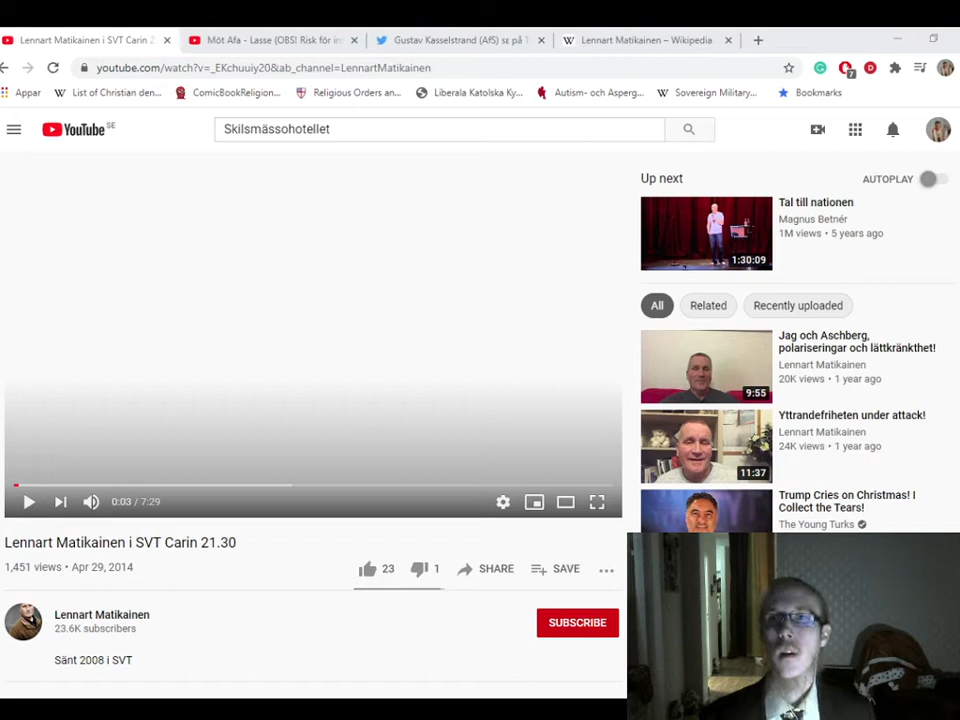 Lennart Matikainen i SVT Carin 2
Möt Afa - Lasse (OBS! Risk för in
Gustav Kasselstrand (AfS) sa på T
Lennart Matikainen – Wikipedia
youtube.com/watch?v=_EKchuuiy20&ab_channel=LennartMatikainen
7
Appar
List of Christian den...
ComicBookReligion...
Religious Orders an...
Liberala Katolska Ky...
Autism- och Asperg...
Sovereign Military...
Bookmarks
YouTube SE
Skilsmässohotellet
Up next
AUTOPLAY
1:30:09
Tal till nationen
Magnus Betnér
1M views • 5 years ago
All
Related
Recently uploaded
9:55
Jag och Aschberg,
polariseringar och lättkränkthet!
Lennart Matikainen
20K views • 1 year ago
11:37
Yttrandefriheten under attack!
Lennart Matikainen
24K views • 1 year ago
Trump Cries on Christmas! I
Collect the Tears!
The Young Turks
0:03 / 7:29
Lennart Matikainen i SVT Carin 21.30
1,451 views • Apr 29, 2014
23
1
SHARE
SAVE
Lennart Matikainen
23.6K subscribers
SUBSCRIBE
Sänt 2008 i SVT